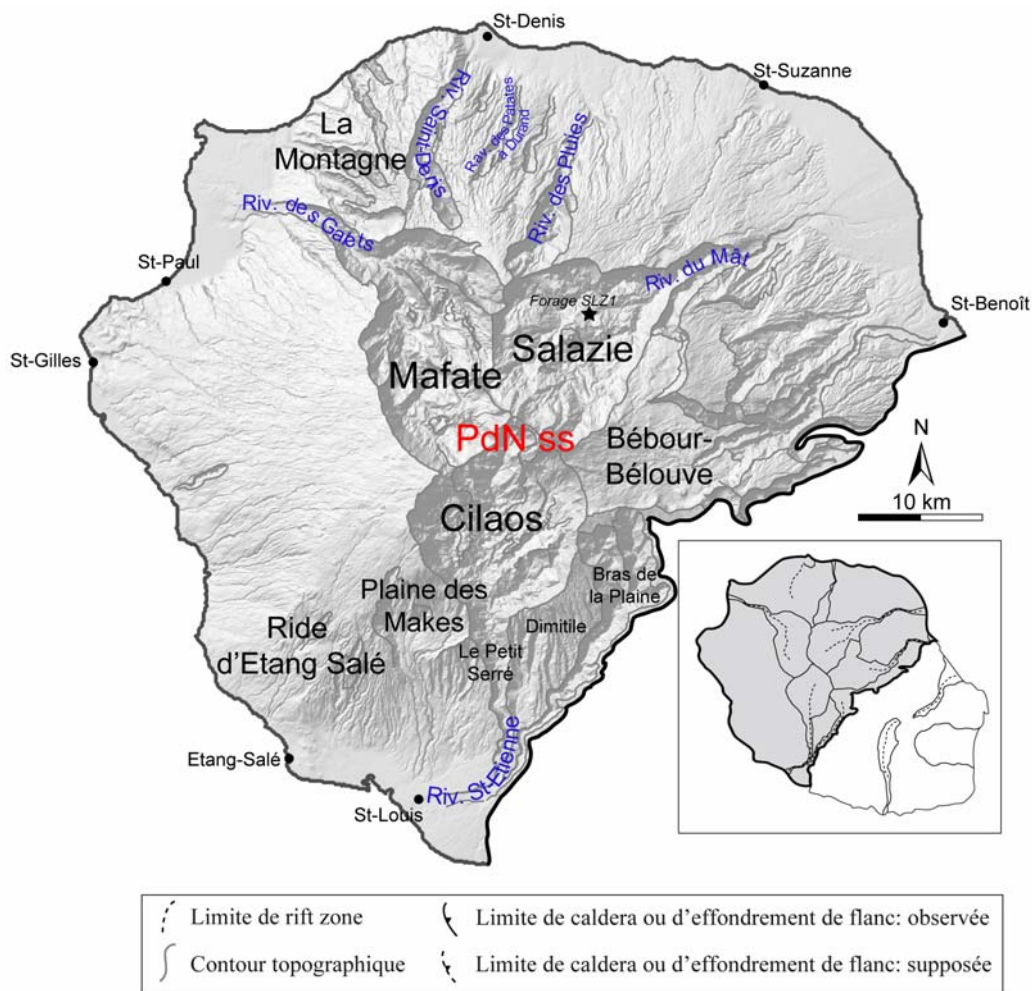 St-Denis
St-Suzanne
La
Montagne
Riv. Saint-Denis
Rav. des Patates
à Durand
Riv. des Pluies
Riv. des Galets
St-Paul
Riv. du Mât
Forage SLZ1
St-Benoît
St-Gilles
Salazie
Mafate
PdN ss
Bébour-
Bélouve
N
10 km
Cilaos
Bras de
la Plaine
Plaine des
Makes
Dimitile
Ride
d'Etang Salé
Le Petit
Serré
Etang-Salé
Riv. St-Etienne
St-Louis
Limite de rift zone
Limite de caldera ou d'effondrement de flanc: observée
Contour topographique
Limite de caldera ou d'effondrement de flanc: supposée